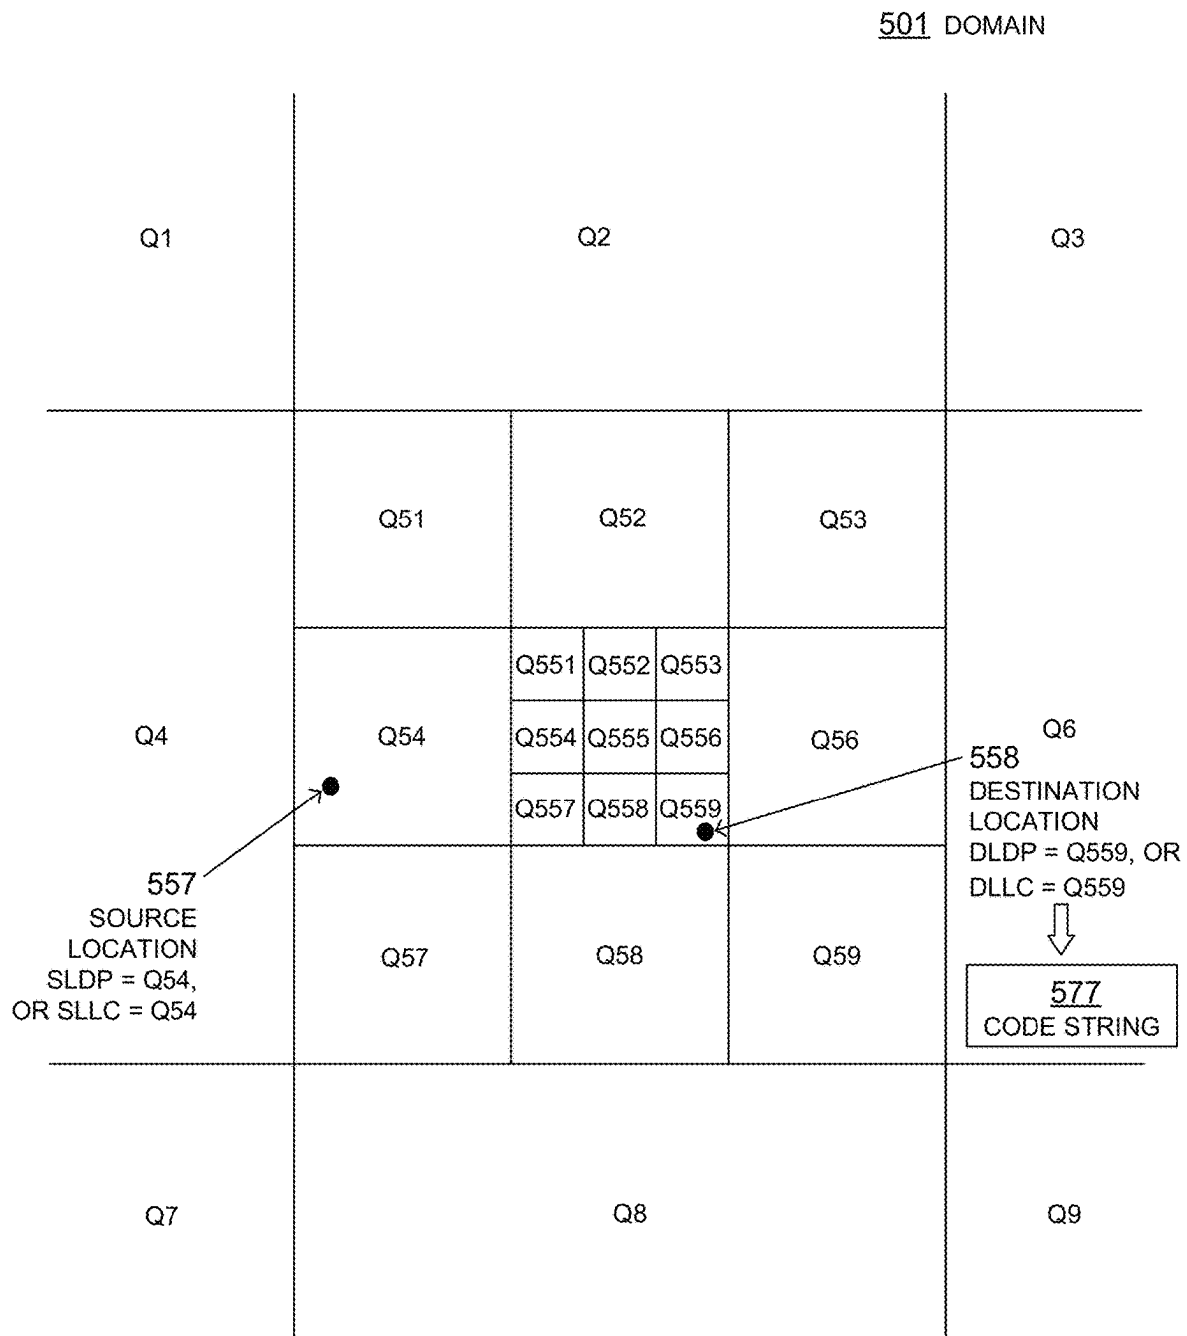 501 DOMAIN
Q1
Q2
Q3
Q51
Q52
Q53
Q4
Q54
Q551
Q552
Q553
Q554
Q555
Q556
Q557
Q558
Q559
Q56
Q6
558
DESTINATION
LOCATION
DLDP = Q559, OR
DLLC = Q559
557
SOURCE
LOCATION
SLDP = Q54,
OR SLLC = Q54
Q57
Q58
Q59
577
CODE STRING
Q7
Q8
Q9